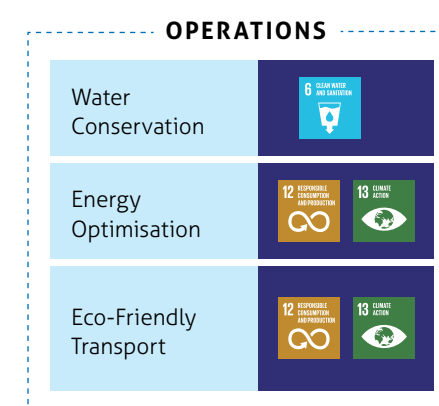 OPERATIONS
Water
Conservation
6 CLEAN WATER
AND SANITATION
Energy
Optimisation
12 RESPONSIBLE
CONSUMPTION
AND PRODUCTION
13 CLIMATE
ACTION
Eco-Friendly
Transport
12 RESPONSIBLE
CONSUMPTION
AND PRODUCTION
13 CLIMATE
ACTION